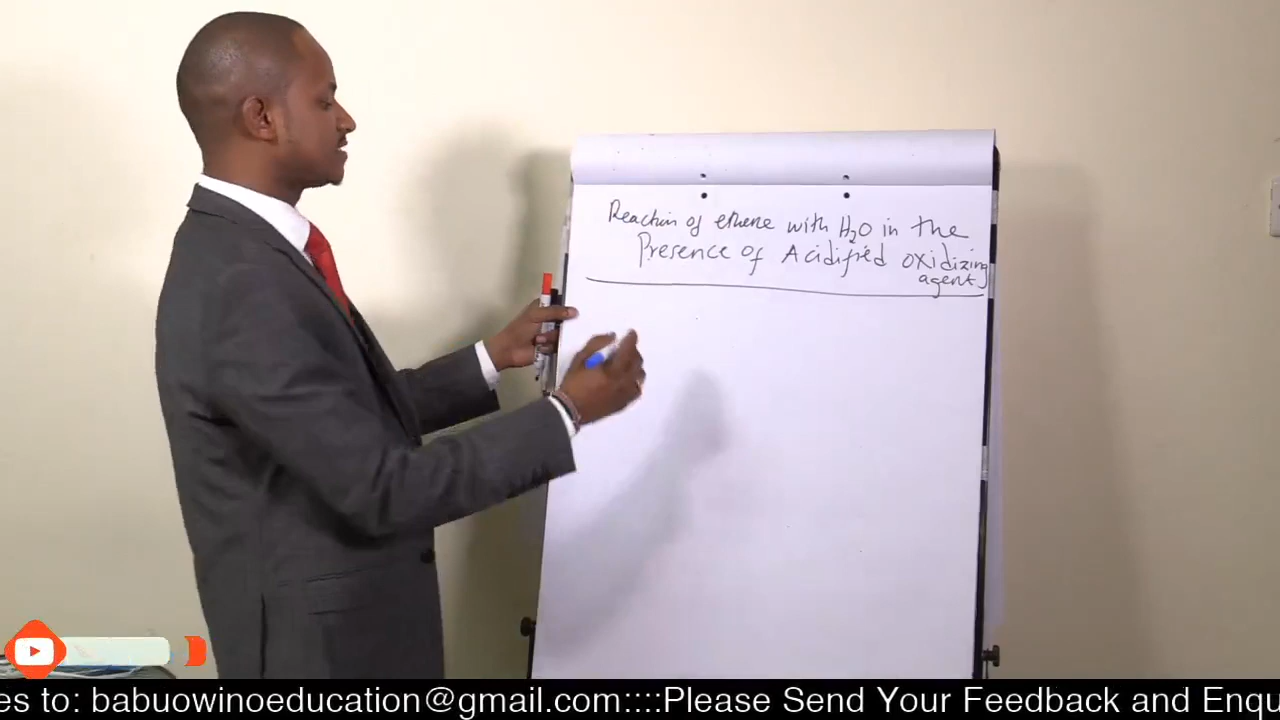 Reaction of ethene with H₂O in the
Presence of Acidified oxidizing
agent
es to: babuowinoeducation@gmail.com::::Please Send Your Feedback and Enqu